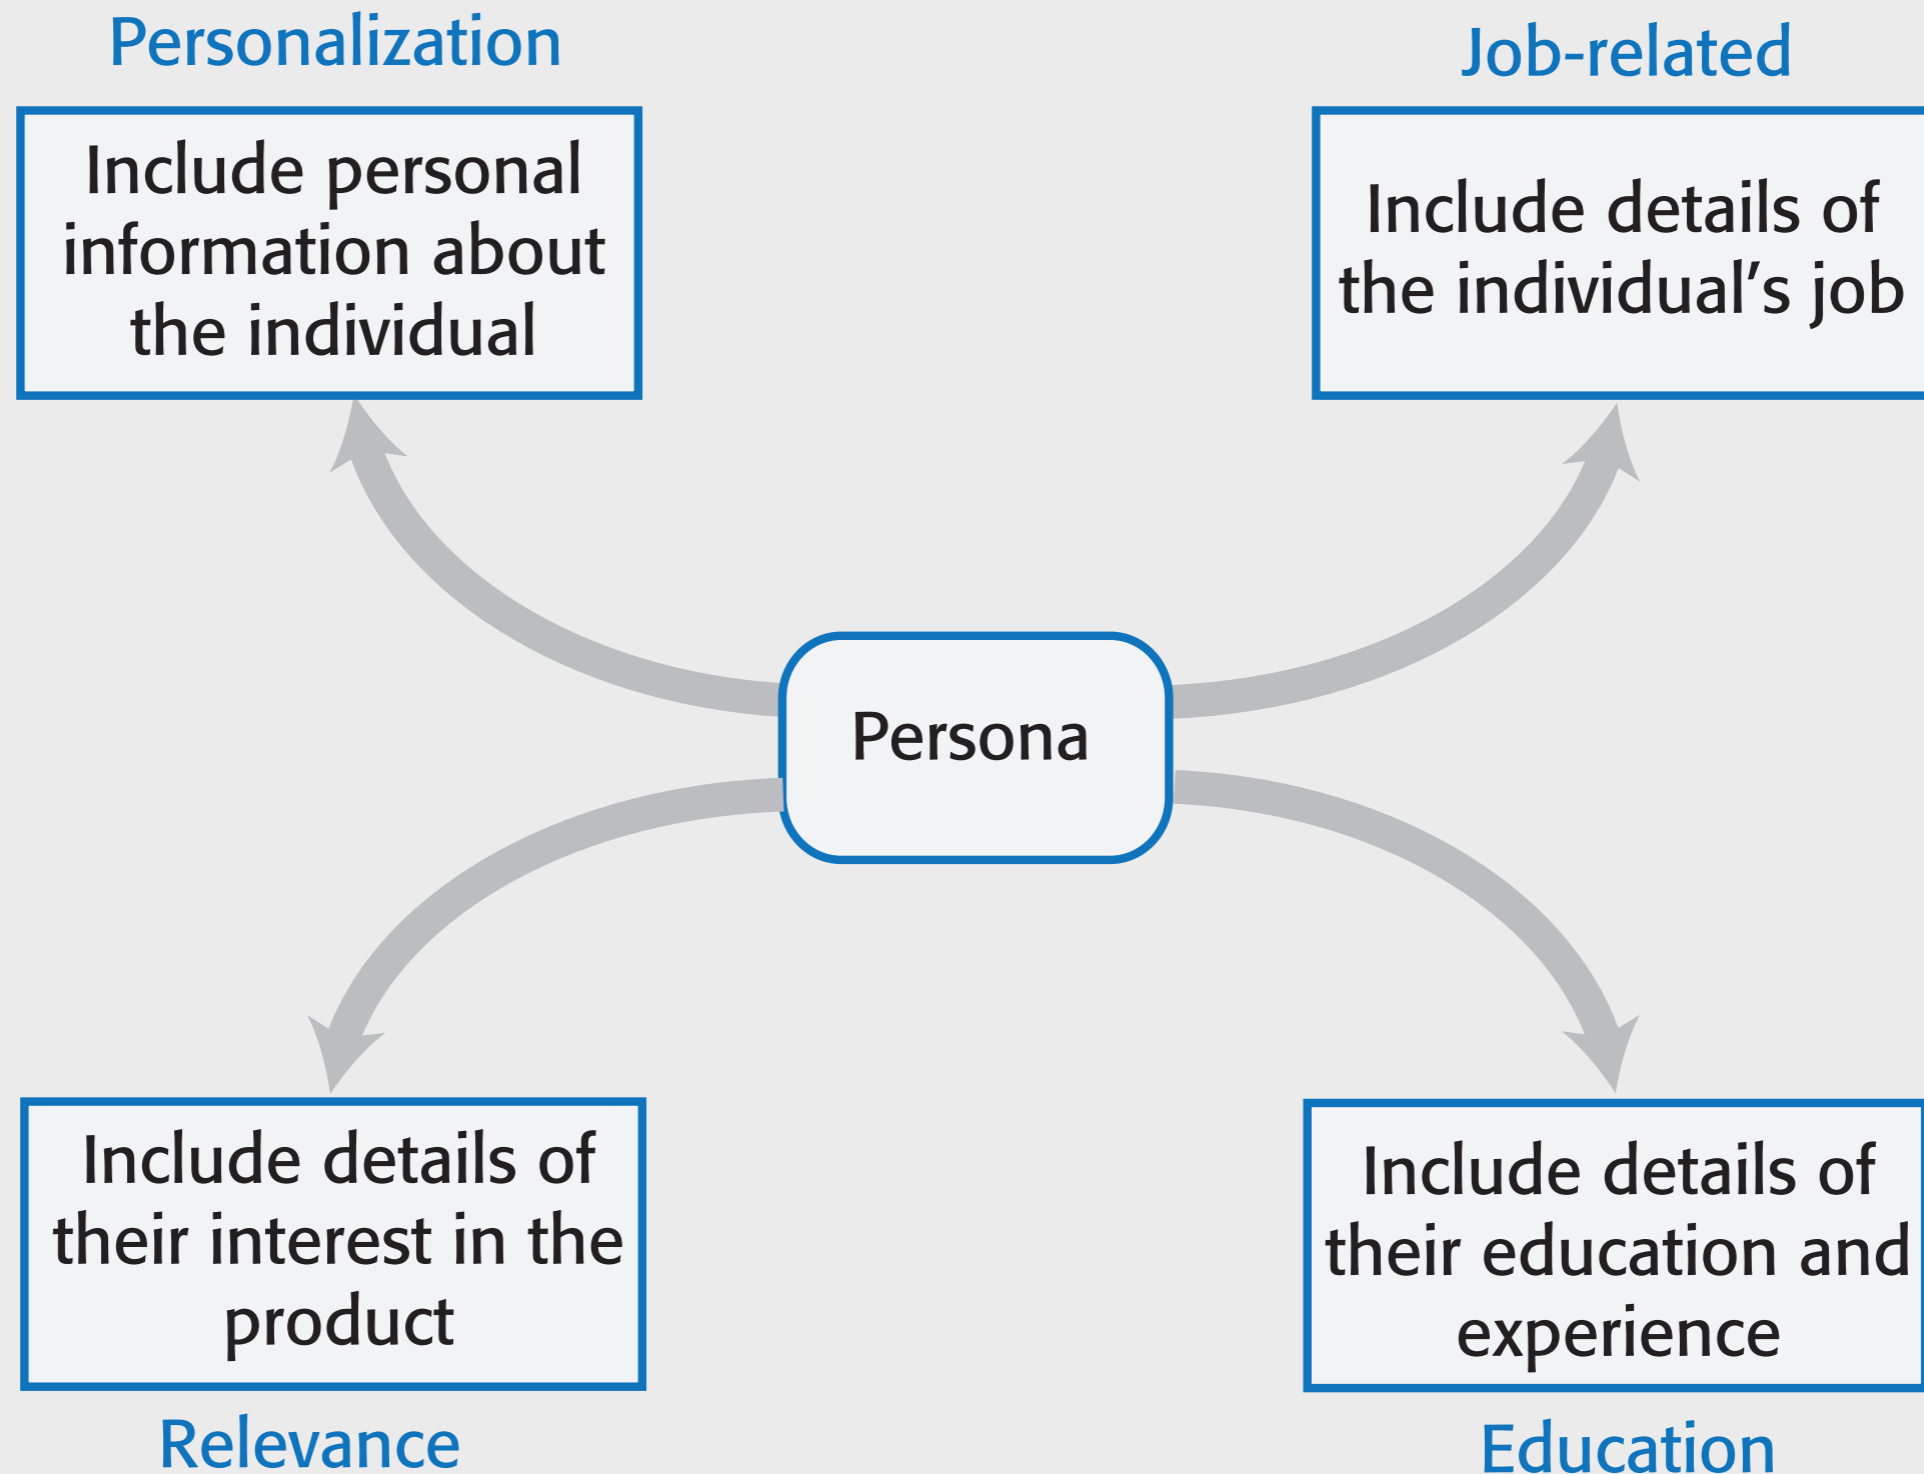 Personalization
Include personal
information about
the individual
Job-related
Include details of
the individual’s job
Persona
Include details of
their interest in the
product
Relevance
Include details of
their education and
experience
Education